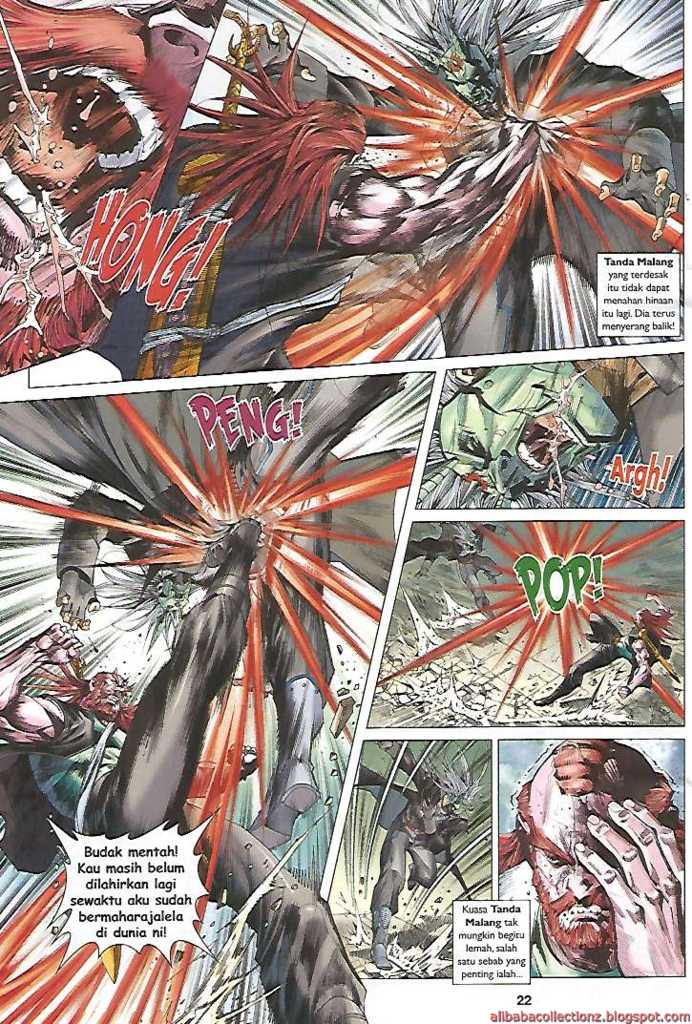 HONG!
Tanda Malang
yang terdesak
itu tidak dapat
menahan hinaan
itu lagi. Dia terus
menyerang balik!
PENG!
Argh!
POP!
Budak mentah!
Kau masih belum
dilahirkan lagi
sewaktu aku sudah
bermaharajalela
di dunia ni!
Kuasa Tanda
Malang tak
mungkin begitu
lemah, salah
satu sebab yang
penting ialah...
22
alibabacollectionz.blogspot.com